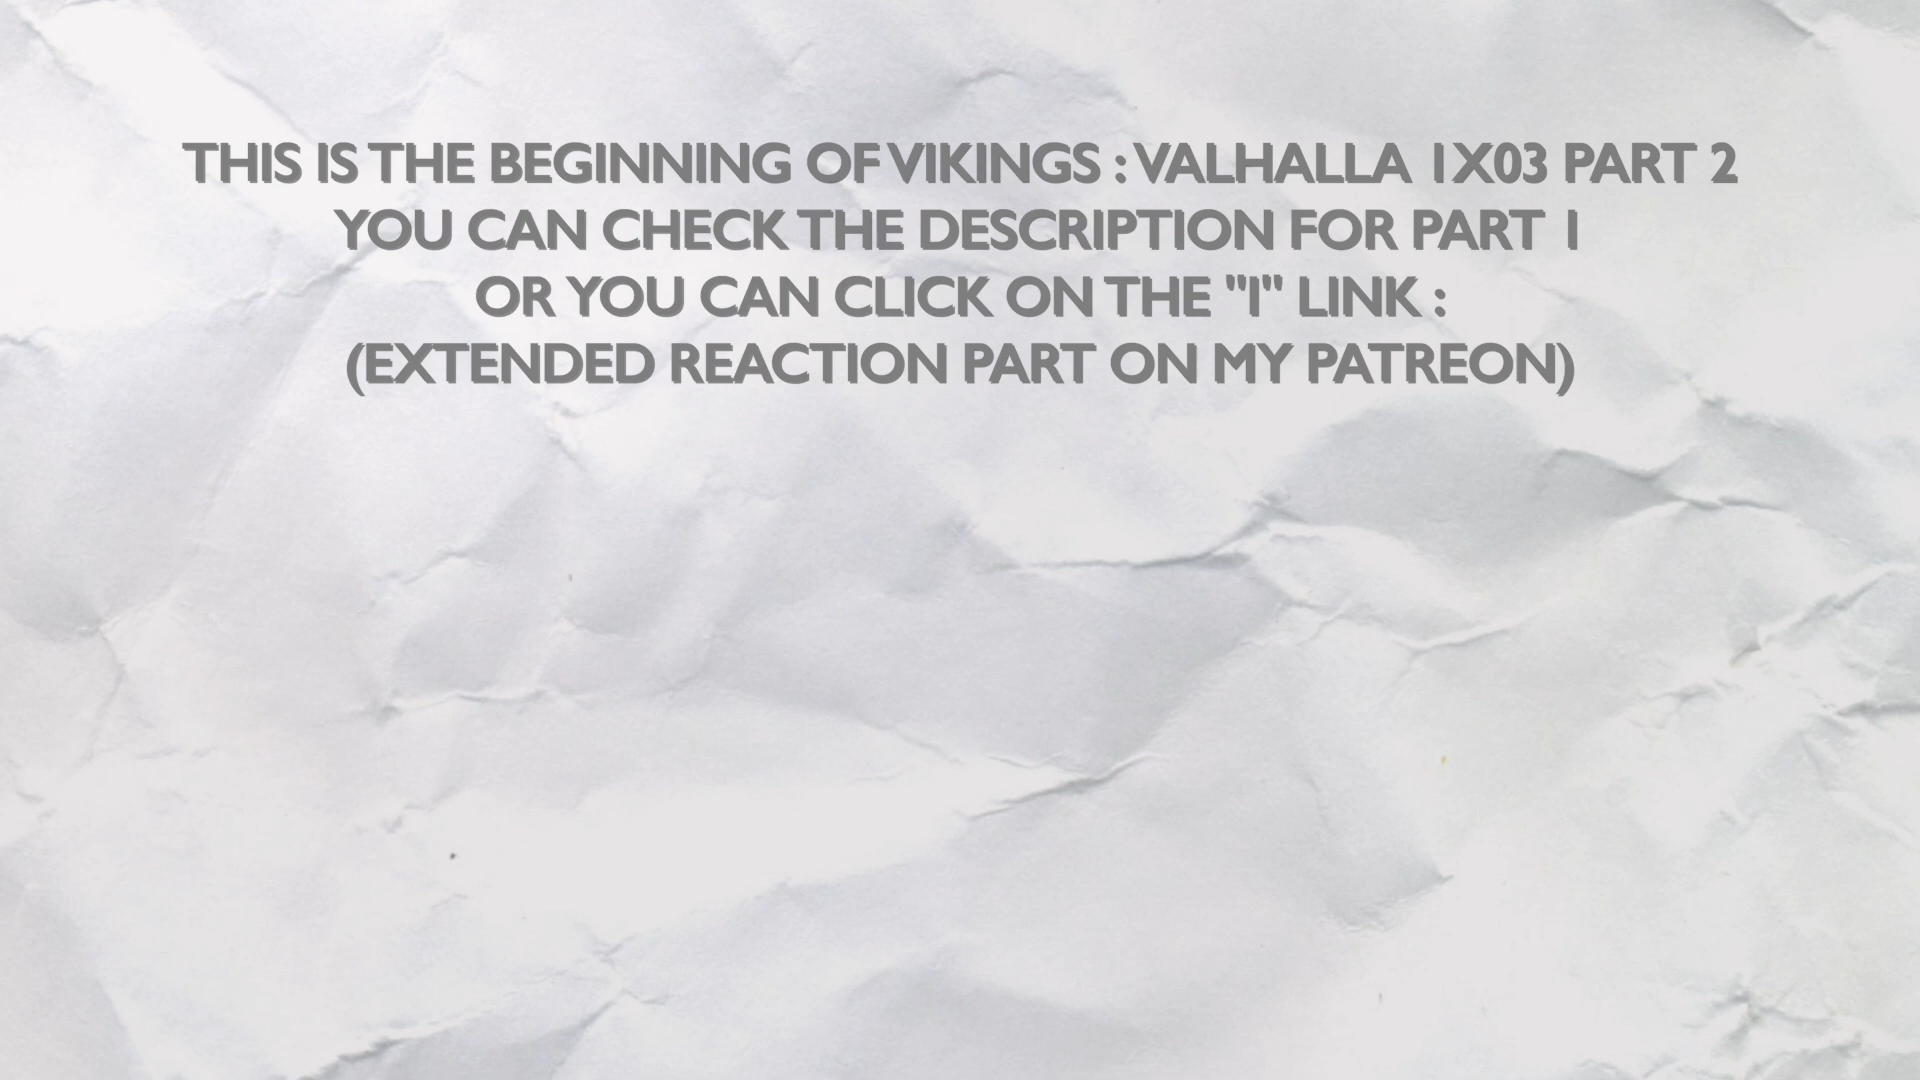 THIS IS THE BEGINNING OF VIKINGS : VALHALLA 1X03 PART 2
YOU CAN CHECK THE DESCRIPTION FOR PART 1
OR YOU CAN CLICK ON THE "I" LINK :
(EXTENDED REACTION PART ON MY PATREON)